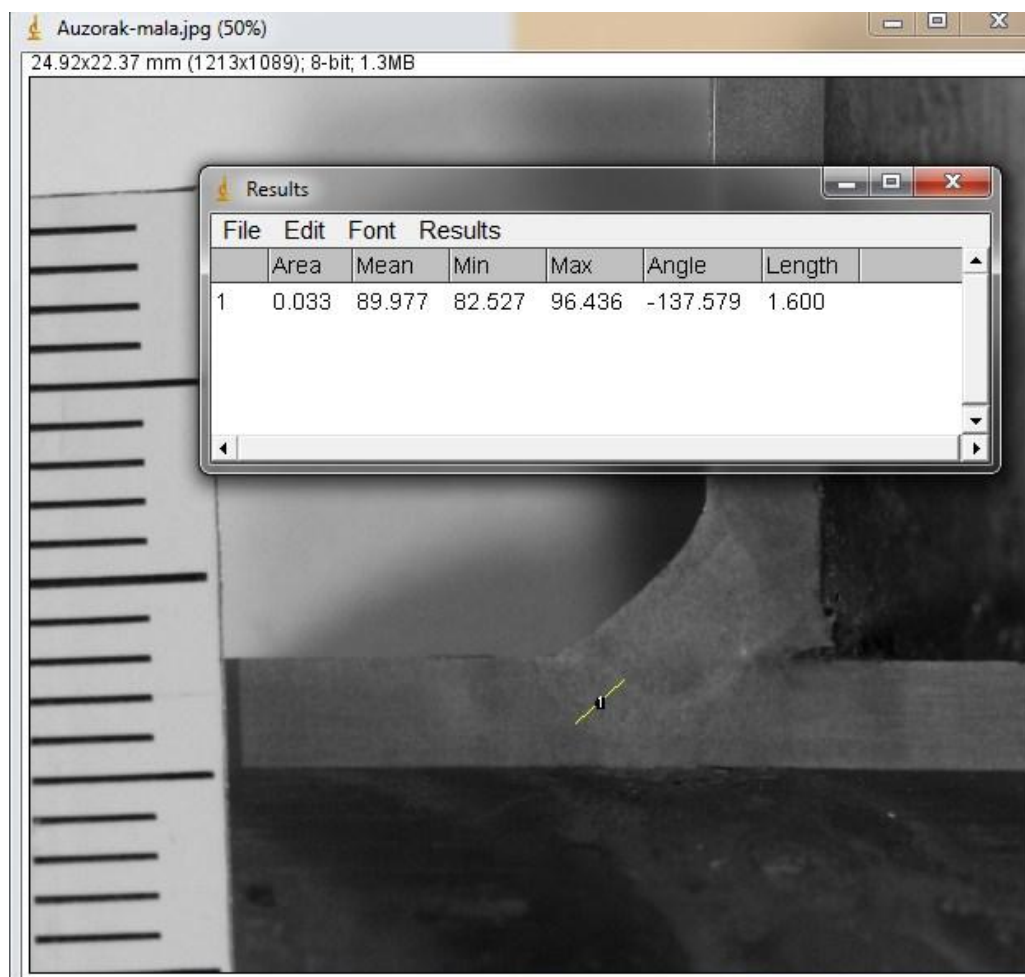 Auzorak-mala.jpg (50%)
24.92x22.37 mm (1213x1089); 8-bit; 1.3MB
Results
File Edit Font Results
Area Mean Min Max Angle Length
1 0.033 89.977 82.527 96.436 -137.579 1.600
1